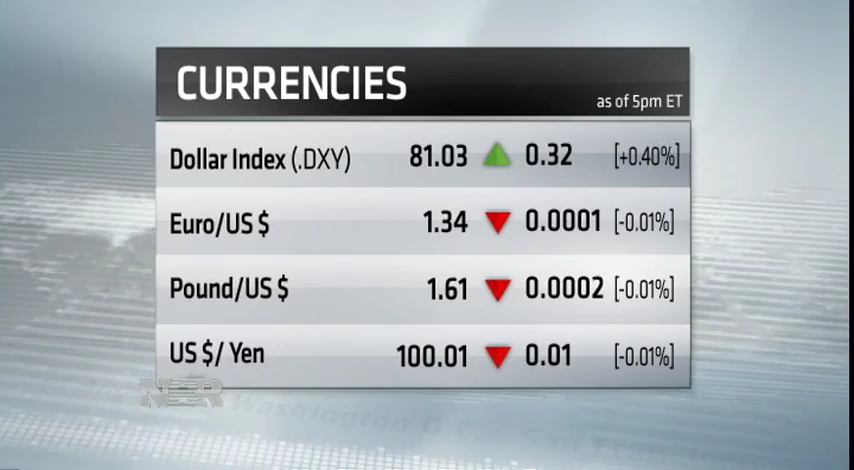 CURRENCIES
as of 5pm ET
Dollar Index (.DXY) 81.03 0.32 [+0.40%]
Euro/US $ 1.34 0.0001 [-0.01%]
Pound/US $ 1.61 0.0002 [-0.01%]
US $/ Yen 100.01 0.01 [-0.01%]
NBR
Washington D.C.